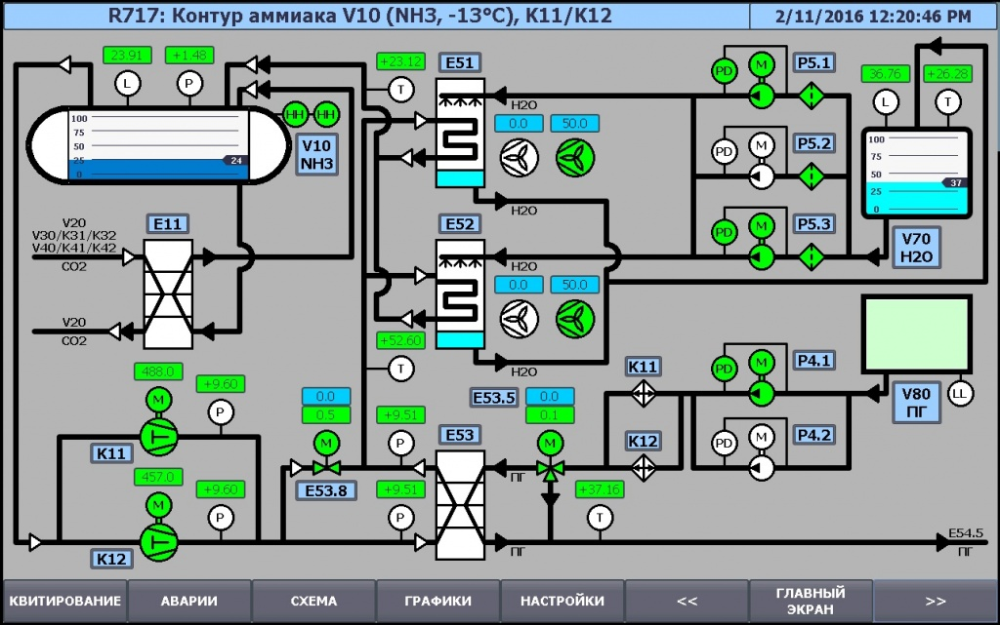 R717: Контур аммиака V10 (NH3, -13°C), K11/K12
2/11/2016 12:20:46 PM
23.91
+1.48
L
P
HH
HH
V10
NH3
100
75
50
25
0
24
+23.12
T
E51
H2O
0.0
50.0
H2O
E52
H2O
0.0
50.0
H2O
+52.60
T
PD
M
P5.1
PD
M
P5.2
PD
M
P5.3
36.76
+26.28
L
T
100
75
50
25
0
37
V70
H2O
E11
V20
V30/K31/K32
V40/K41/K42
CO2
V20
CO2
488.0
M
+9.60
P
K11
457.0
M
+9.60
P
K12
0.0
0.5
M
E53.8
+9.51
P
+9.51
P
E53
ПГ
ПГ
E53.5
0.0
0.1
M
+37.16
T
K11
K12
PD
M
P4.1
PD
M
P4.2
V80
ПГ
LL
E54.5
ПГ
КВИТИРОВАНИЕ
АВАРИИ
СХЕМА
ГРАФИКИ
НАСТРОЙКИ
<<
ГЛАВНЫЙ
ЭКРАН
>>